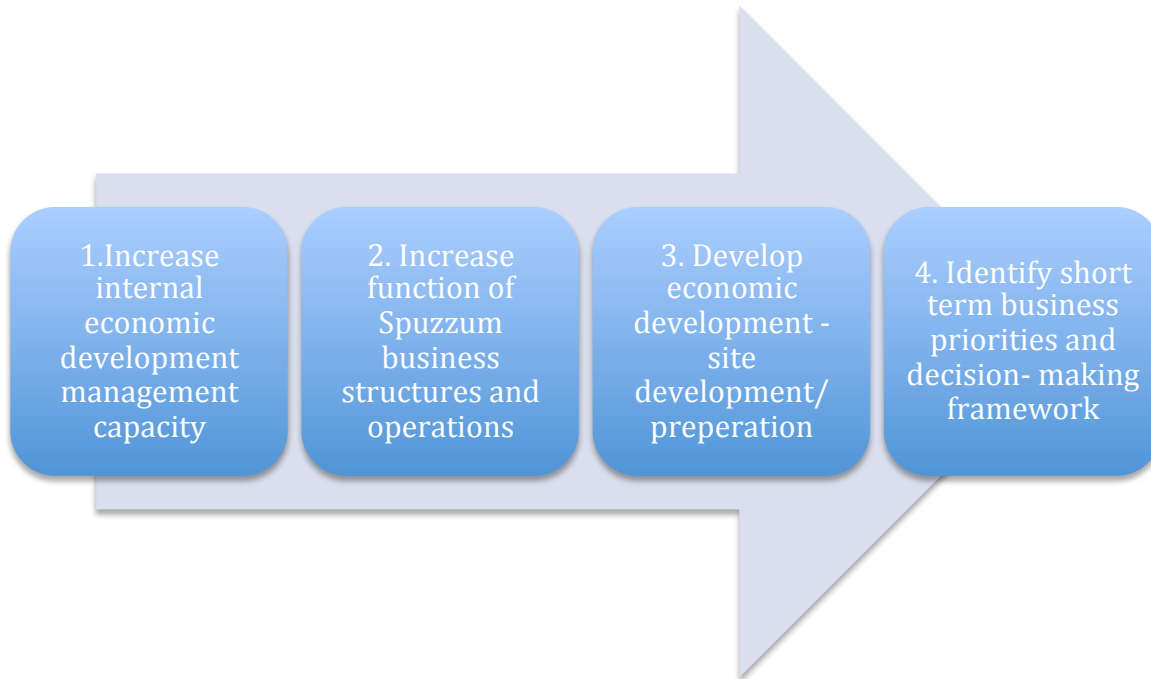 1.Increase
internal
economic
development
management
capacity
2. Increase
function of
Spuzzum
business
structures and
operations
3. Develop
economic
development -
site
development/
preperation
4. Identify short
term business
priorities and
decision- making
framework